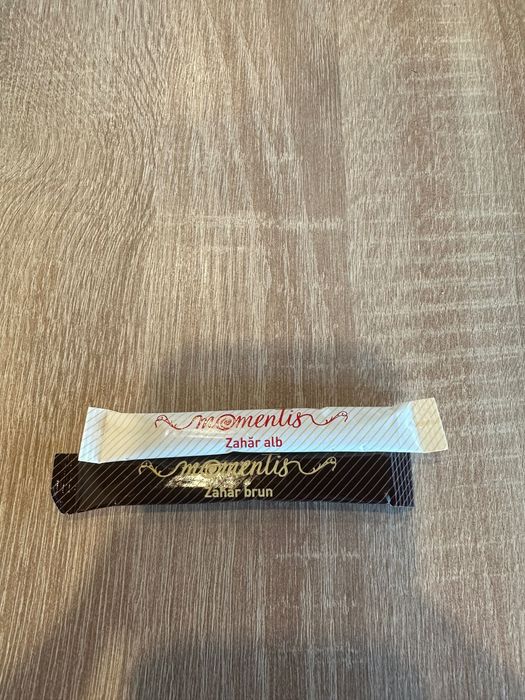 momentis
Zahăr alb
momentis
Zahăr brun